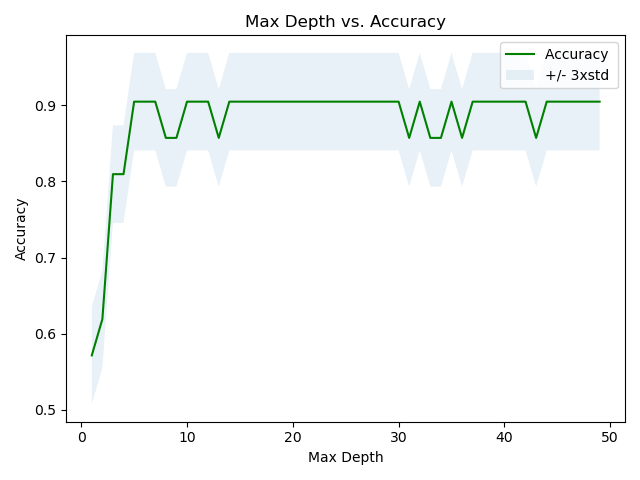 Max Depth vs. Accuracy
Accuracy
+/- 3xstd
Accuracy
0.9
0.8
0.7
0.6
0.5
0 10 20 30 40 50
Max Depth